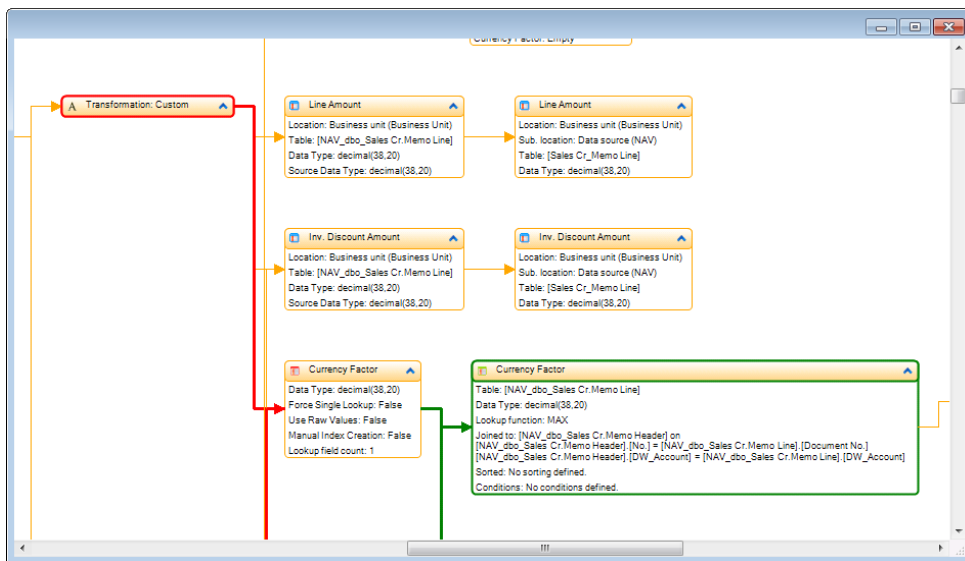 Currency Factor: Empty
A Transformation: Custom
Line Amount
Location: Business unit (Business Unit)
Table: [NAV_dbo_Sales Cr.Memo Line]
Data Type: decimal(38,20)
Source Data Type: decimal(38,20)
Line Amount
Location: Business unit (Business Unit)
Sub. location: Data source (NAV)
Table: [Sales Cr_Memo Line]
Data Type: decimal(38,20)
Inv. Discount Amount
Location: Business unit (Business Unit)
Table: [NAV_dbo_Sales Cr.Memo Line]
Data Type: decimal(38,20)
Source Data Type: decimal(38,20)
Inv. Discount Amount
Location: Business unit (Business Unit)
Sub. location: Data source (NAV)
Table: [Sales Cr_Memo Line]
Data Type: decimal(38,20)
Currency Factor
Data Type: decimal(38,20)
Force Single Lookup: False
Use Raw Values: False
Manual Index Creation: False
Lookup field count: 1
Currency Factor
Table: [NAV_dbo_Sales Cr.Memo Line]
Data Type: decimal(38,20)
Lookup function: MAX
Joined to: [NAV_dbo_Sales Cr.Memo Header] on
[NAV_dbo_Sales Cr.Memo Header].[No.] = [NAV_dbo_Sales Cr.Memo Line].[Document No.]
[NAV_dbo_Sales Cr.Memo Header].[DW_Account] = [NAV_dbo_Sales Cr.Memo Line].[DW_Account]
Sorted: No sorting defined.
Conditions: No conditions defined.